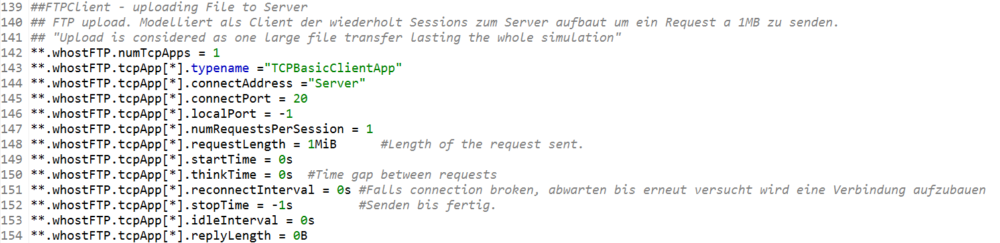 139 ##FTPClient - uploading File to Server
140 ## FTP upload. Modelliert als Client der wiederholt Sessions zum Server aufbaut um ein Request a 1MB zu senden.
141 ## "Upload is considered as one large file transfer lasting the whole simulation"
142 **.whostFTP.numTcpApps = 1
143 **.whostFTP.tcpApp[*].typename ="TCPBasicClientApp"
144 **.whostFTP.tcpApp[*].connectAddress ="Server"
145 **.whostFTP.tcpApp[*].connectPort = 20
146 **.whostFTP.tcpApp[*].localPort = -1
147 **.whostFTP.tcpApp[*].numRequestsPerSession = 1
148 **.whostFTP.tcpApp[*].requestLength = 1MiB      #Length of the request sent.
149 **.whostFTP.tcpApp[*].startTime = 0s
150 **.whostFTP.tcpApp[*].thinkTime = 0s  #Time gap between requests
151 **.whostFTP.tcpApp[*].reconnectInterval = 0s #Falls connection broken, abwarten bis erneut versucht wird eine Verbindung aufzubauen
152 **.whostFTP.tcpApp[*].stopTime = -1s         #Senden bis fertig.
153 **.whostFTP.tcpApp[*].idleInterval = 0s
154 **.whostFTP.tcpApp[*].replyLength = 0B